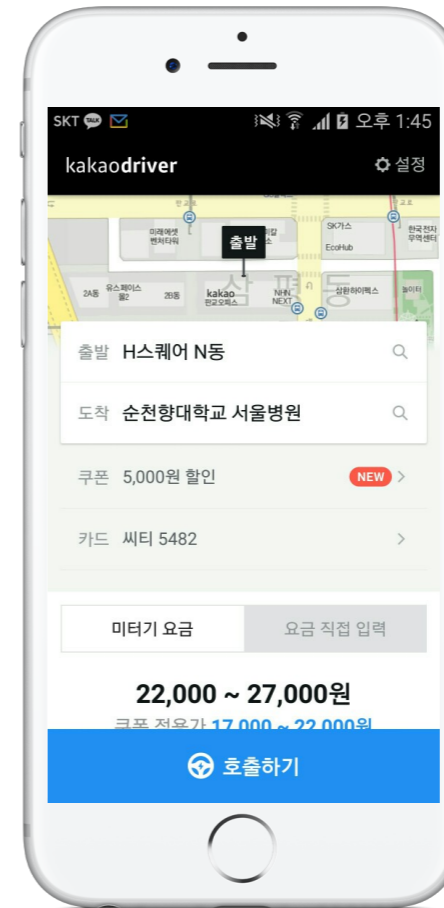 SKT TALK 오후 1:45
kakaodriver 설정
미래에셋
벤처타워
출발
SK가스
EcoHub
한국전자
무역센터
2A동
유스페이스
몰2
2B동
kakao
판교오피스
NHN
NEXT
삼환하이펙스
놀이터
삼평동
출발 H스퀘어 N동
도착 순천향대학교 서울병원
쿠폰 5,000원 할인 NEW >
카드 씨티 5482 >
미터기 요금 요금 직접 입력
22,000 ~ 27,000원
쿠폰 적용가 17,000 ~ 22,000원
호출하기